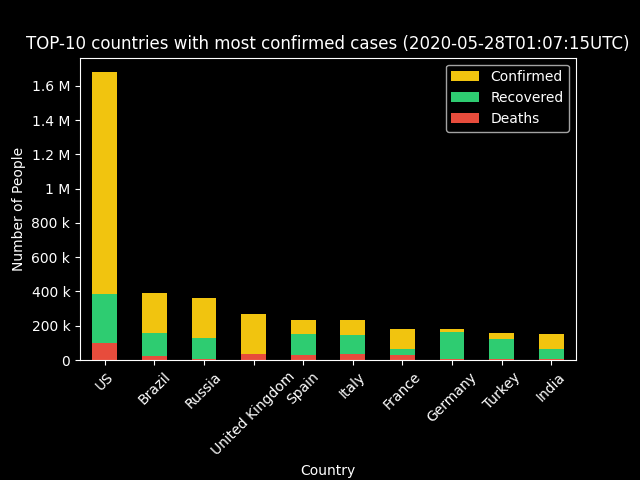 TOP-10 countries with most confirmed cases (2020-05-28T01:07:15UTC)
Confirmed
Recovered
Deaths
Number of People
1.6 M
1.4 M
1.2 M
1 M
800 k
600 k
400 k
200 k
0
US
Brazil
Russia
United Kingdom
Spain
Italy
France
Germany
Turkey
India
Country